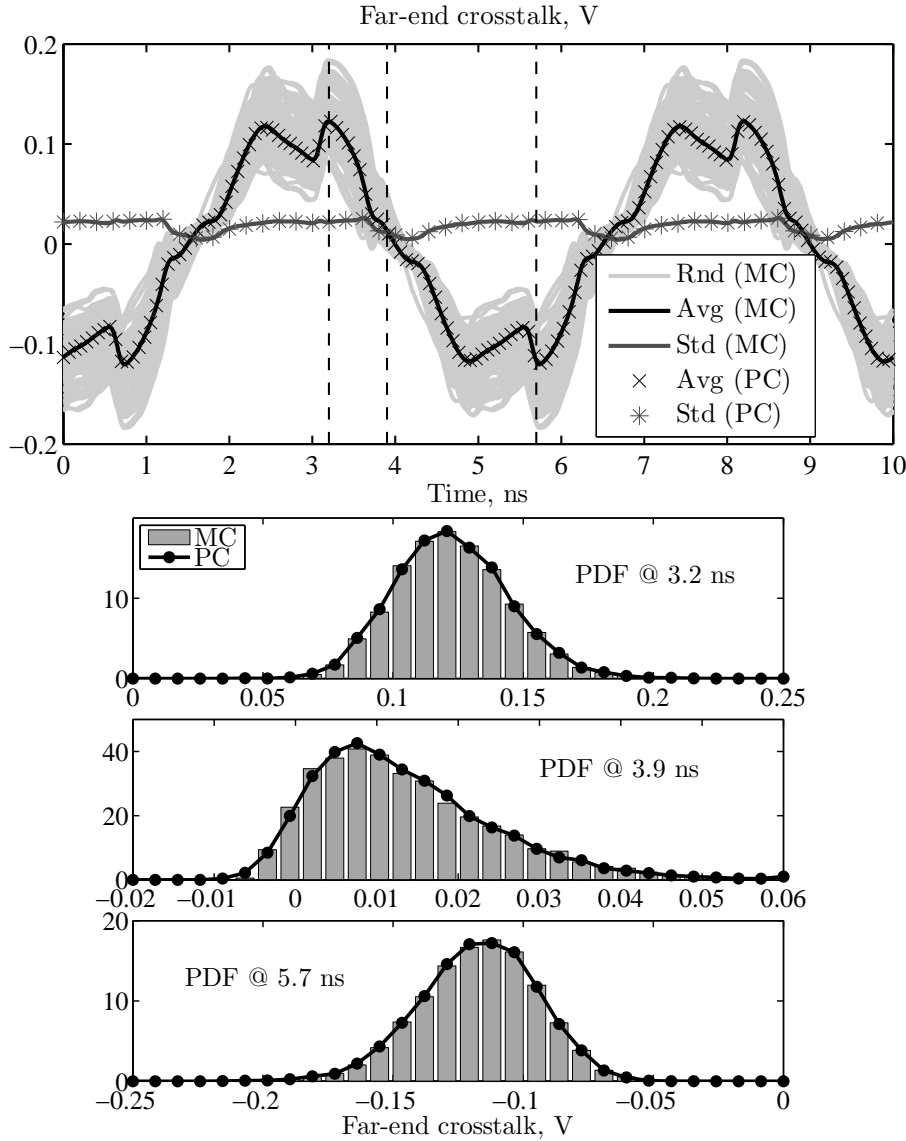 Far-end crosstalk, V
0.2
0.1
0
−0.1
−0.2
Rnd (MC)
Avg (MC)
Std (MC)
Avg (PC)
Std (PC)
0 1 2 3 4 5 6 7 8 9 10
Time, ns
MC
PC
PDF @ 3.2 ns
10
0
0 0.05 0.1 0.15 0.2 0.25
PDF @ 3.9 ns
40
20
0
−0.02 −0.01 0 0.01 0.02 0.03 0.04 0.05 0.06
20
PDF @ 5.7 ns
10
0
−0.25 −0.2 −0.15 −0.1 −0.05 0
Far-end crosstalk, V